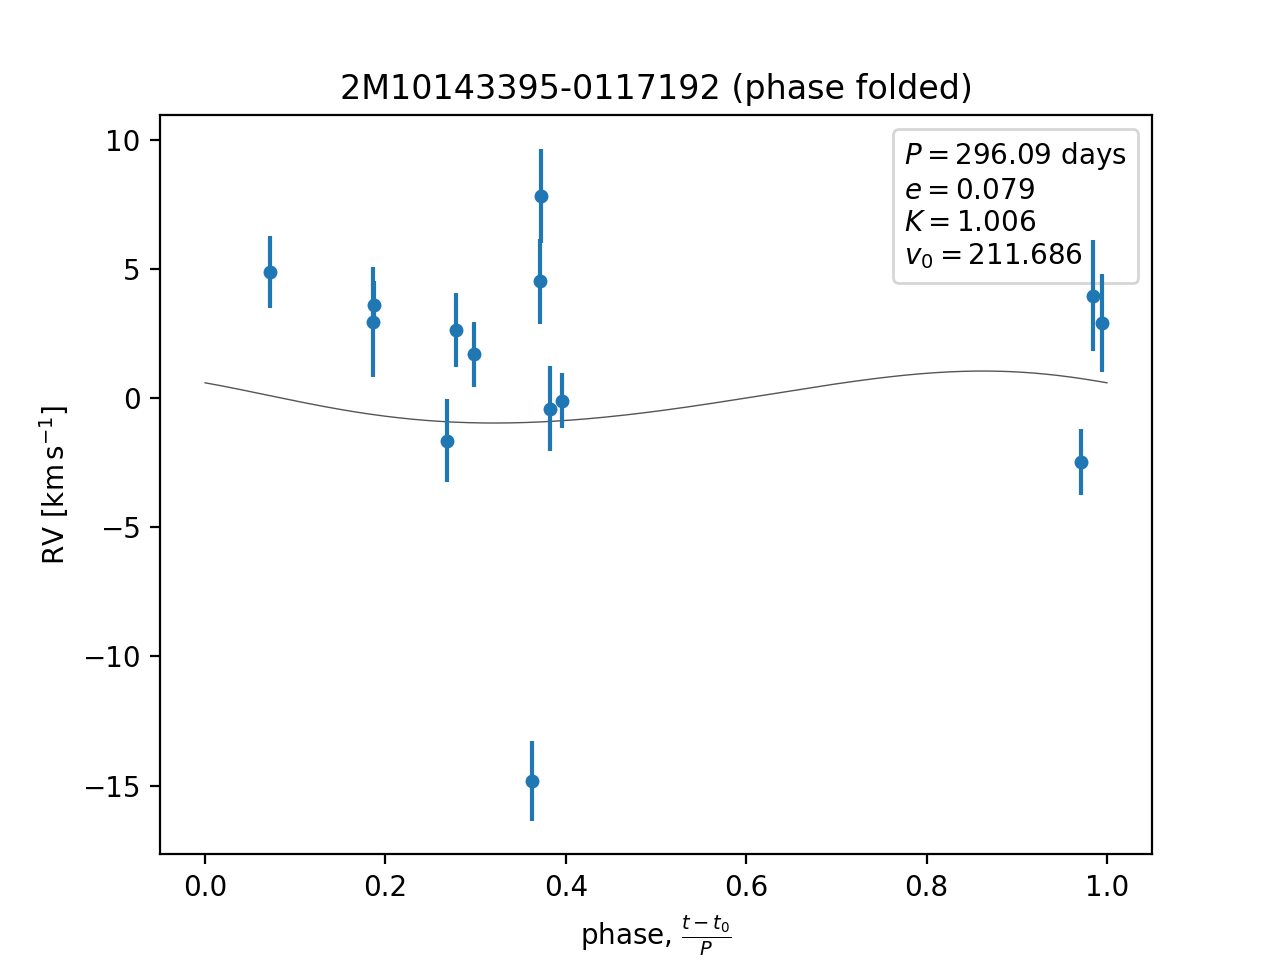 2M10143395-0117192 (phase folded)
P = 296.09 days
e = 0.079
K = 1.006
v₀ = 211.686
10
5
0
−5
−10
−15
RV [km s⁻¹]
0.0 0.2 0.4 0.6 0.8 1.0
phase, (t − t₀)/P